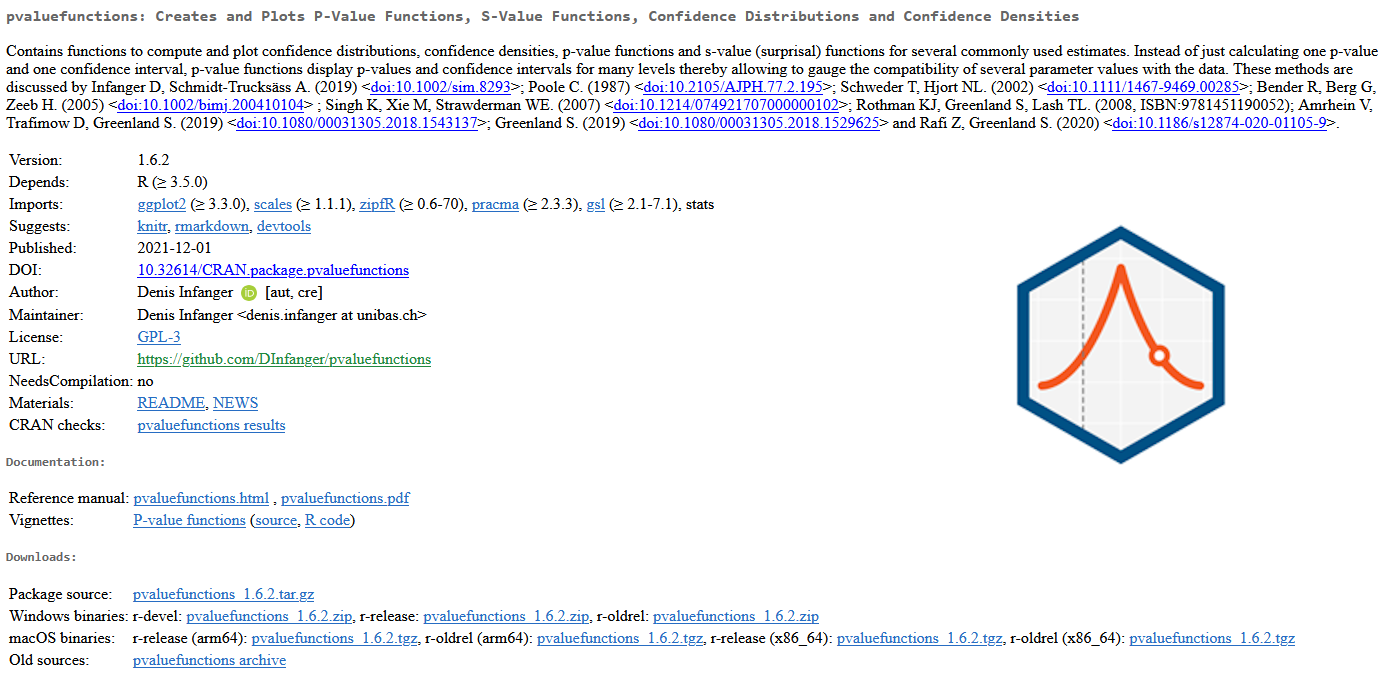 pvaluefunctions: Creates and Plots P-Value Functions, S-Value Functions, Confidence Distributions and Confidence Densities
Contains functions to compute and plot confidence distributions, confidence densities, p-value functions and s-value (surprisal) functions for several commonly used estimates. Instead of just calculating one p-value
and one confidence interval, p-value functions display p-values and confidence intervals for many levels thereby allowing to gauge the compatibility of several parameter values with the data. These methods are
discussed by Infanger D, Schmidt-Trucksäss A. (2019) <doi:10.1002/sim.8293>; Poole C. (1987) <doi:10.2105/AJPH.77.2.195>; Schweder T, Hjort NL. (2002) <doi:10.1111/1467-9469.00285>; Bender R, Berg G,
Zeeb H. (2005) <doi:10.1002/bimj.200410104> ; Singh K, Xie M, Strawderman WE. (2007) <doi:10.1214/074921707000000102>; Rothman KJ, Greenland S, Lash TL. (2008, ISBN:9781451190052); Amrhein V,
Trafimow D, Greenland S. (2019) <doi:10.1080/00031305.2018.1543137>; Greenland S. (2019) <doi:10.1080/00031305.2018.1529625> and Rafi Z, Greenland S. (2020) <doi:10.1186/s12874-020-01105-9>.
Version: 1.6.2
Depends: R (≥ 3.5.0)
Imports: ggplot2 (≥ 3.3.0), scales (≥ 1.1.1), zipfR (≥ 0.6-70), pracma (≥ 2.3.3), gsl (≥ 2.1-7.1), stats
Suggests: knitr, rmarkdown, devtools
Published: 2021-12-01
DOI: 10.32614/CRAN.package.pvaluefunctions
Author: Denis Infanger iD [aut, cre]
Maintainer: Denis Infanger <denis.infanger at unibas.ch>
License: GPL-3
URL: https://github.com/DInfanger/pvaluefunctions
NeedsCompilation: no
Materials: README, NEWS
CRAN checks: pvaluefunctions results
Documentation:
Reference manual: pvaluefunctions.html , pvaluefunctions.pdf
Vignettes: P-value functions (source, R code)
Downloads:
Package source: pvaluefunctions_1.6.2.tar.gz
Windows binaries: r-devel: pvaluefunctions_1.6.2.zip, r-release: pvaluefunctions_1.6.2.zip, r-oldrel: pvaluefunctions_1.6.2.zip
macOS binaries: r-release (arm64): pvaluefunctions_1.6.2.tgz, r-oldrel (arm64): pvaluefunctions_1.6.2.tgz, r-release (x86_64): pvaluefunctions_1.6.2.tgz, r-oldrel (x86_64): pvaluefunctions_1.6.2.tgz
Old sources: pvaluefunctions archive